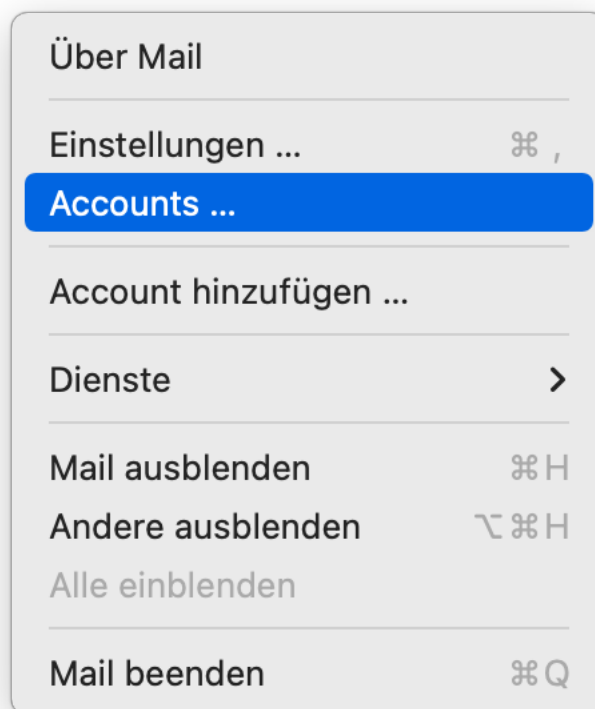 Über Mail
Einstellungen ... ⌘ ,
Accounts ...
Account hinzufügen ...
Dienste
Mail ausblenden ⌘H
Andere ausblenden ⌥⌘H
Alle einblenden
Mail beenden ⌘Q